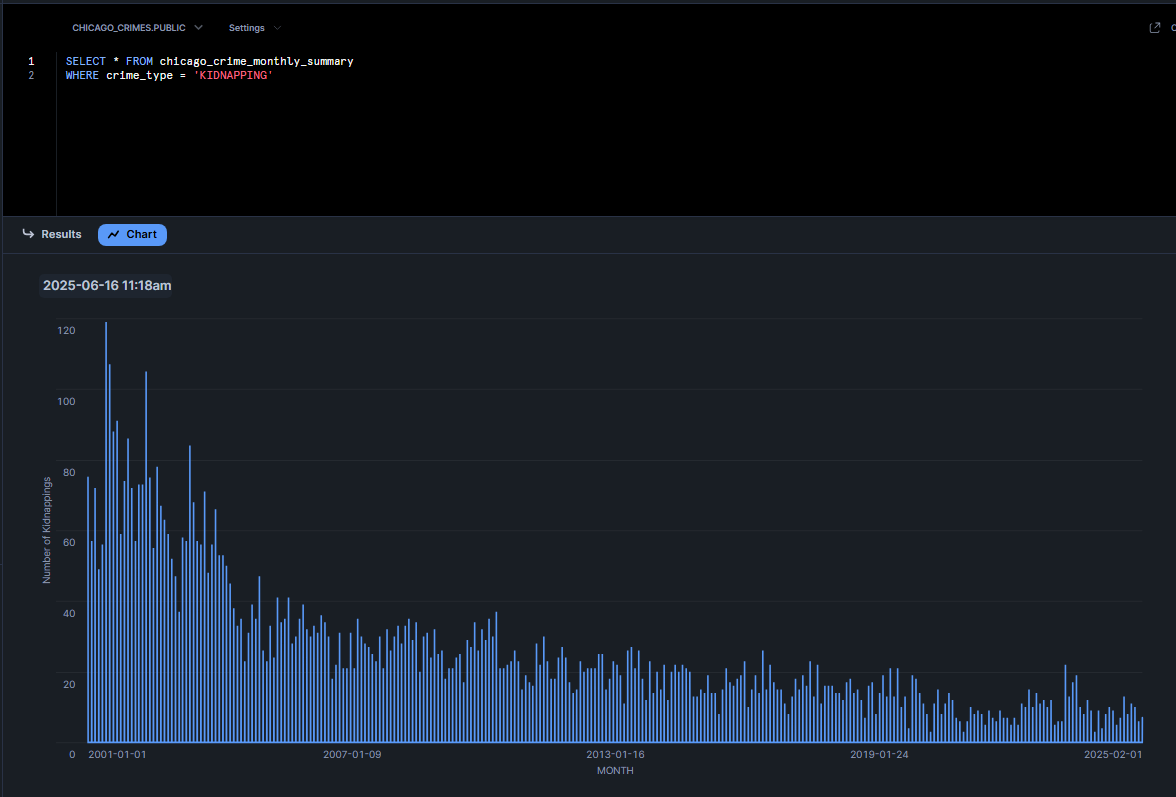 CHICAGO_CRIMES.PUBLIC Settings
1 SELECT * FROM chicago_crime_monthly_summary
2 WHERE crime_type = 'KIDNAPPING'
Results Chart
2025-06-16 11:18am
Number of Kidnappings
120
100
80
60
40
20
0
2001-01-01 2007-01-09 2013-01-16 2019-01-24 2025-02-01
MONTH